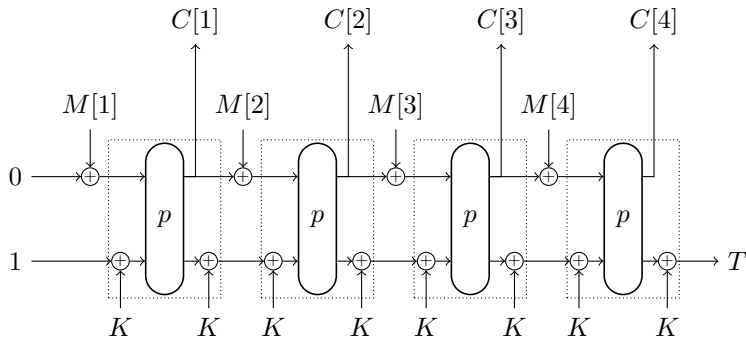 C[1] C[2] C[3] C[4]
M[1] M[2] M[3] M[4]
0
p p p p
1 T
K K K K K K K K